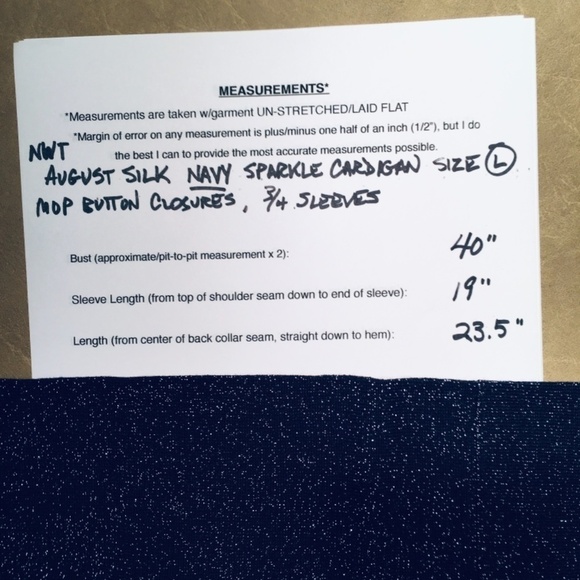 MEASUREMENTS*
*Measurements are taken w/garment UN-STRETCHED/LAID FLAT
*Margin of error on any measurement is plus/minus one half of an inch (1/2"), but I do
NWT the best I can to provide the most accurate measurements possible.
AUGUST SILK NAVY SPARKLE CARDIGAN SIZE L
MOP BUTTON CLOSURES, 3/4 SLEEVES
Bust (approximate/pit-to-pit measurement x 2): 40"
Sleeve Length (from top of shoulder seam down to end of sleeve): 19"
Length (from center of back collar seam, straight down to hem): 23.5"